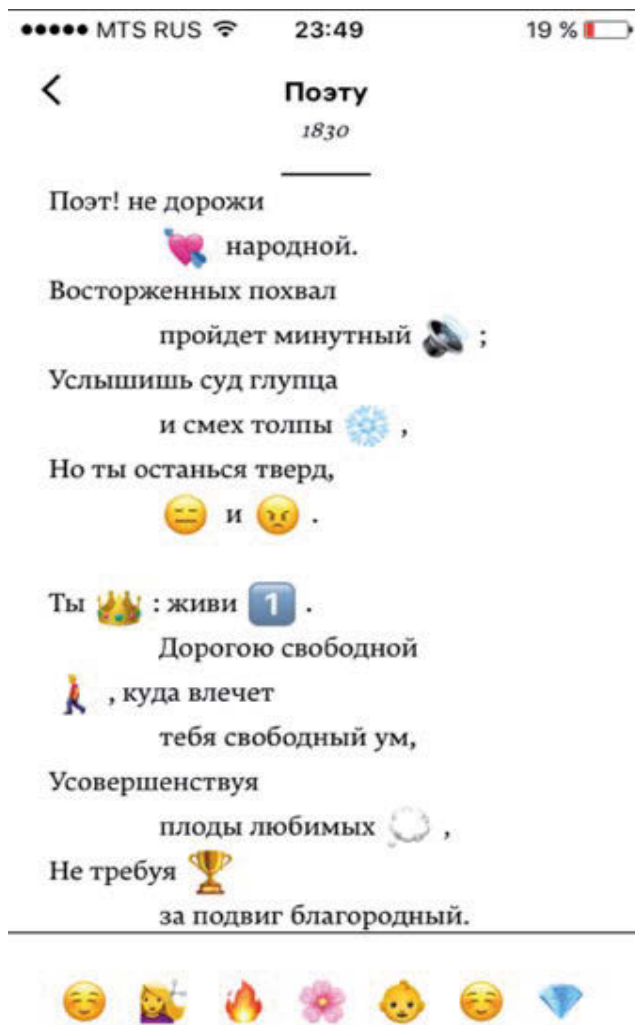 ●●●●● MTS RUS 23:49 19 %
Поэту
1830
Поэт! не дорожи
💘 народной.
Восторженных похвал
пройдет минутный 🔊 ;
Услышишь суд глупца
и смех толпы ❄️ ,
Но ты останься тверд,
😑 и 😠 .
Ты 👑 : живи 1️⃣ .
Дорогою свободной
🚶 , куда влечет
тебя свободный ум,
Усовершенствуя
плоды любимых 💭 ,
Не требуя 🏆
за подвиг благородный.